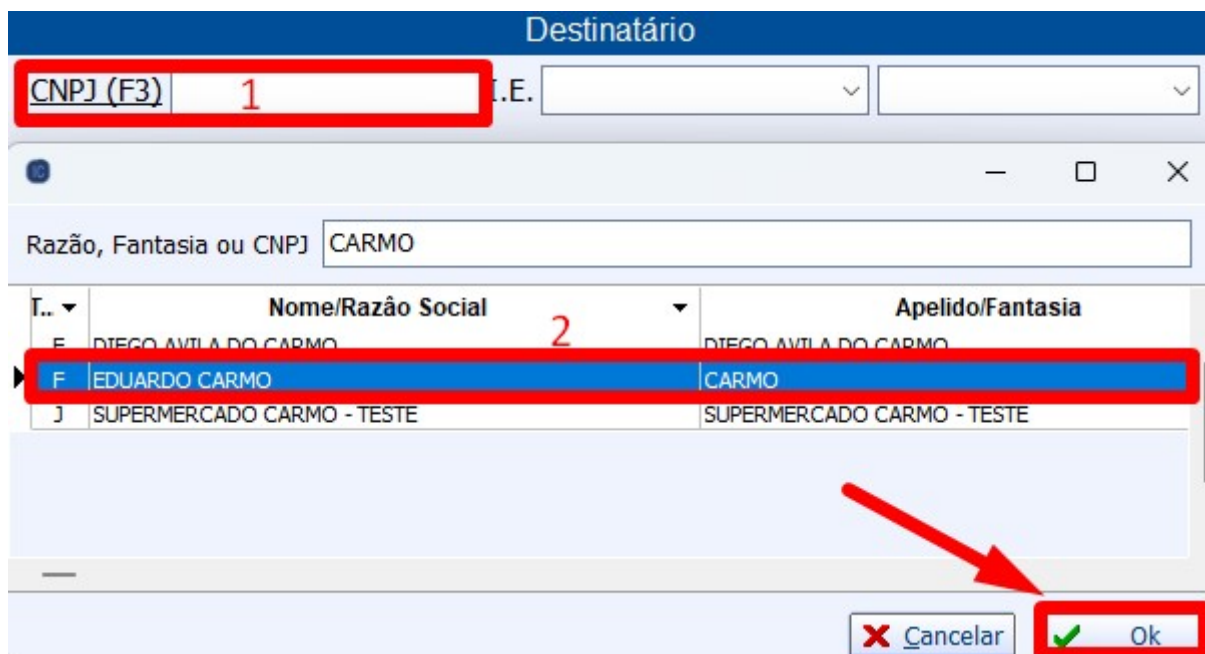 Destinatário
CNPJ (F3) 1 I.E.
Razão, Fantasia ou CNPJ CARMO
T.. Nome/Razâo Social Apelido/Fantasia
2
F DIEGO AVILA DO CARMO DIEGO AVILA DO CARMO
F EDUARDO CARMO CARMO
J SUPERMERCADO CARMO - TESTE SUPERMERCADO CARMO - TESTE
Cancelar Ok